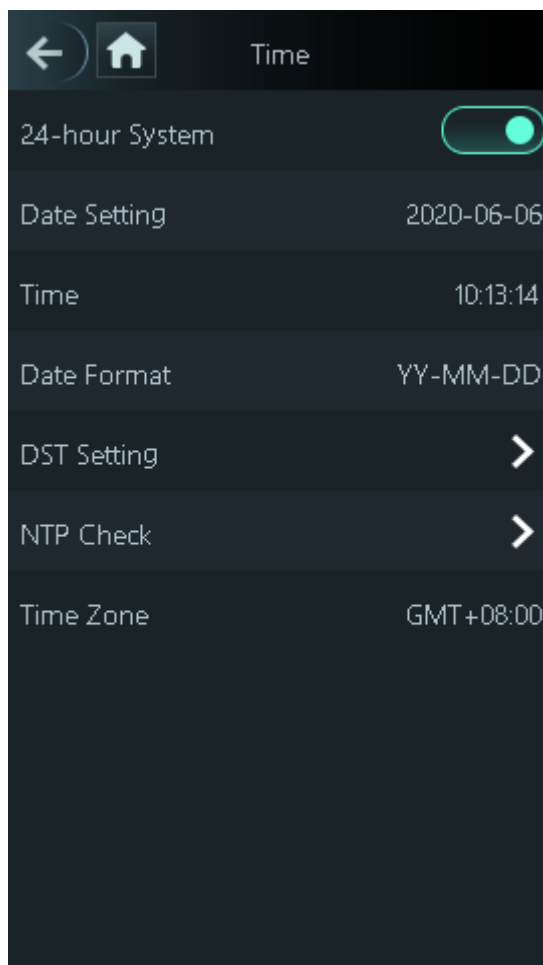 Time
24-hour System
Date Setting 2020-06-06
Time 10:13:14
Date Format YY-MM-DD
DST Setting
NTP Check
Time Zone GMT+08:00